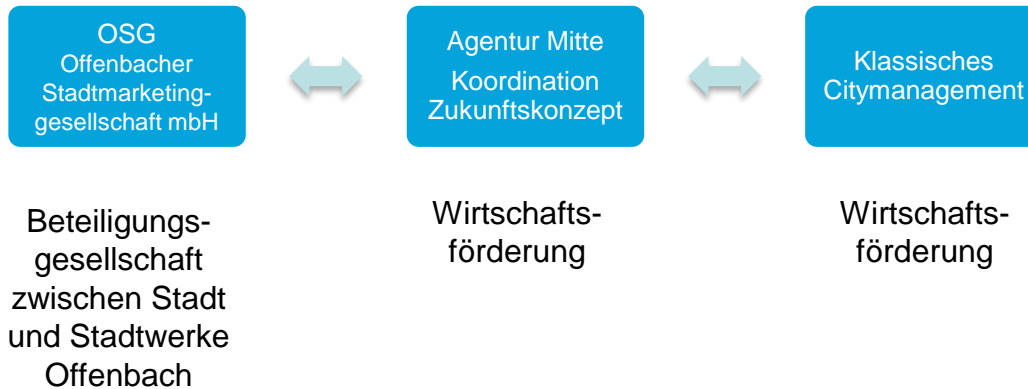 OSG
Offenbacher
Stadtmarketing-
gesellschaft mbH
Agentur Mitte
Koordination
Zukunftskonzept
Klassisches
Citymanagement
Beteiligungs-
gesellschaft
zwischen Stadt
und Stadtwerke
Offenbach
Wirtschafts-
förderung
Wirtschafts-
förderung